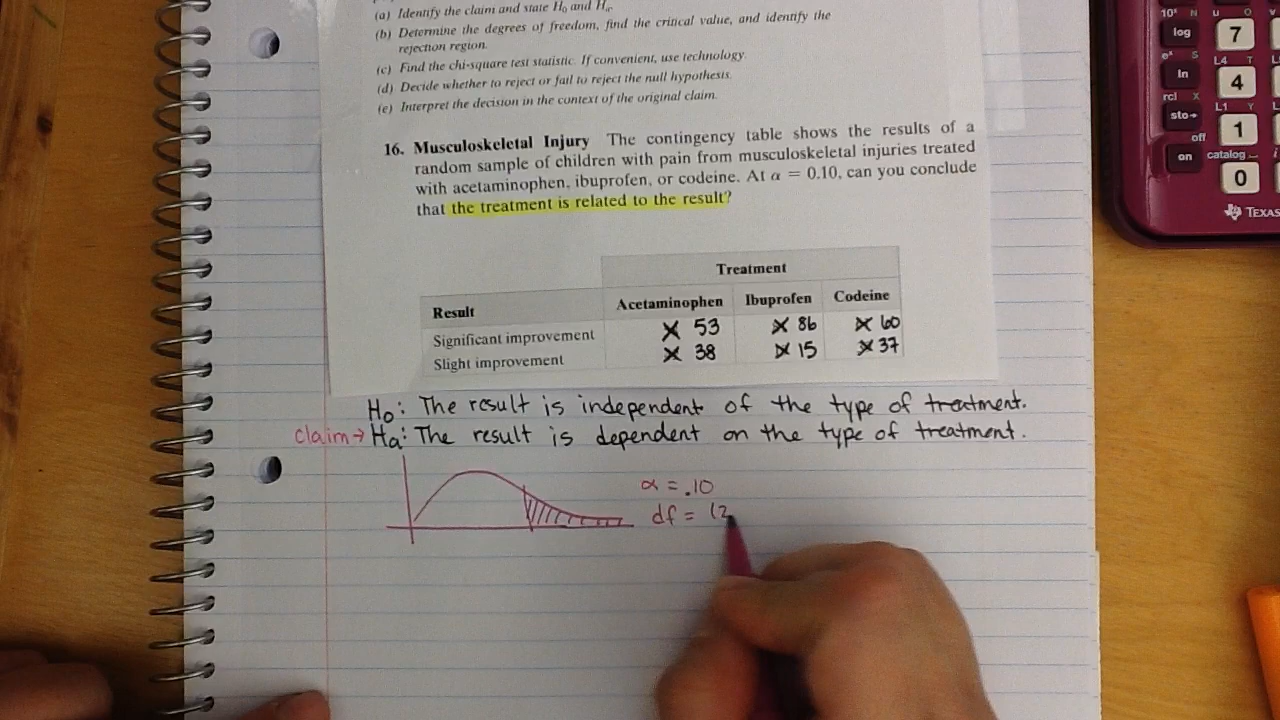 (a) Identify the claim and state H₀ and Hₐ.
(b) Determine the degrees of freedom, find the critical value, and identify the
rejection region.
(c) Find the chi-square test statistic. If convenient, use technology.
(d) Decide whether to reject or fail to reject the null hypothesis.
(e) Interpret the decision in the context of the original claim.
16. Musculoskeletal Injury The contingency table shows the results of a
random sample of children with pain from musculoskeletal injuries treated
with acetaminophen, ibuprofen, or codeine. At α = 0.10, can you conclude
that the treatment is related to the result?
Treatment
Result Acetaminophen Ibuprofen Codeine
Significant improvement 53 86 60
Slight improvement 38 15 37
H₀: The result is independent of the type of treatment.
claim → Ha: The result is dependent on the type of treatment.
α = .10
df = (2
10ˣ N U O V
log 7
eˣ S L4 T
ln 4
rcl X L1 Y
sto→ 1
off catalog
on 0
TEXAS